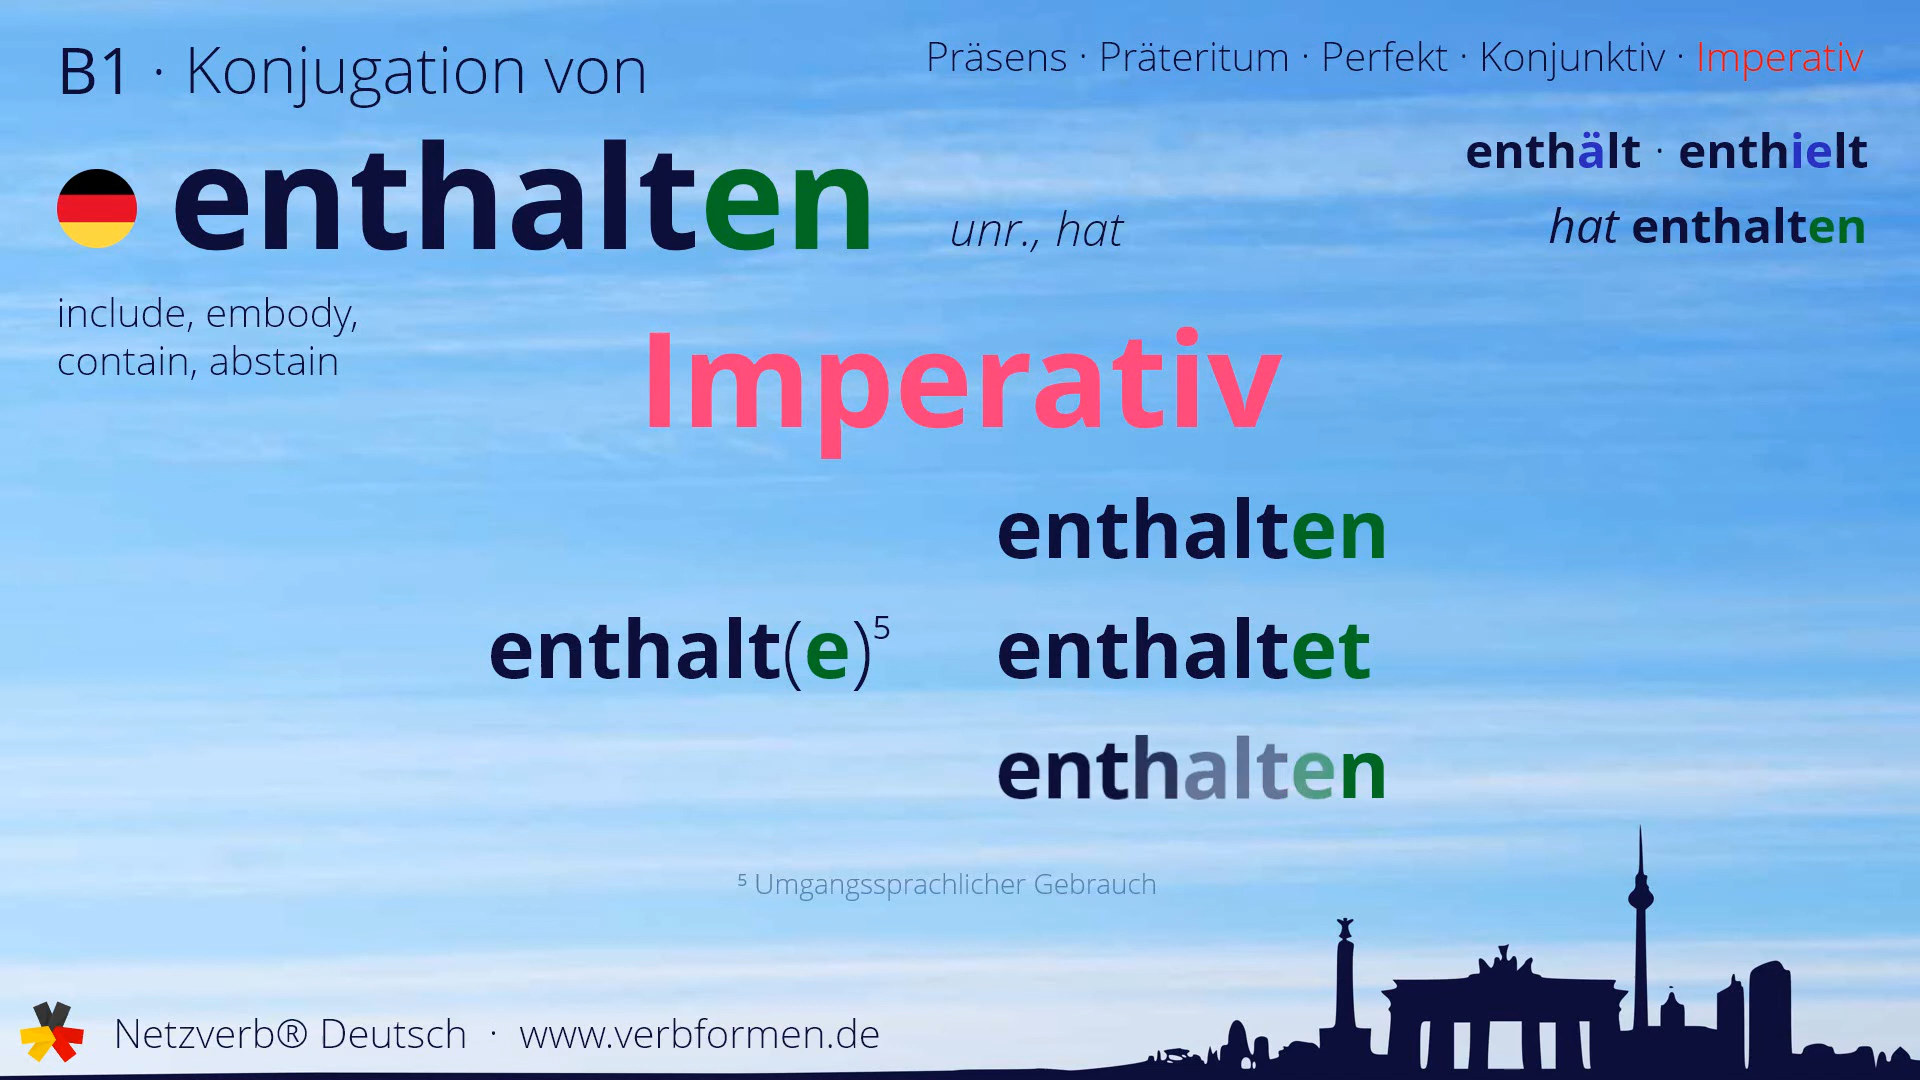 B1 · Konjugation von
Präsens · Präteritum · Perfekt · Konjunktiv · Imperativ
enthalten unr., hat
enthält · enthielt
hat enthalten
include, embody,
contain, abstain
Imperativ
enthalten
enthalt(e)⁵ enthaltet
enthalten
⁵ Umgangssprachlicher Gebrauch
Netzverb® Deutsch · www.verbformen.de